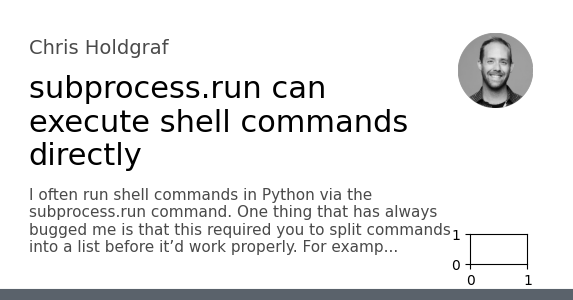 Chris Holdgraf
subprocess.run can
execute shell commands
directly
I often run shell commands in Python via the
subprocess.run command. One thing that has always
bugged me is that this required you to split commands
into a list before it’d work properly. For examp...
1
0
0 1